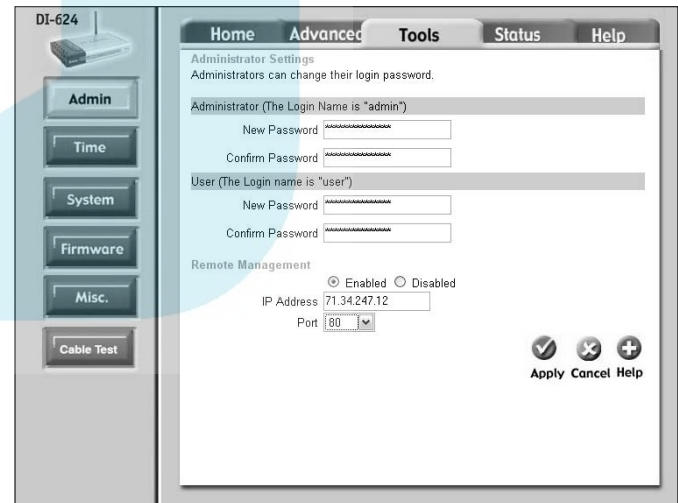 DI-624
Home Advanced Tools Status Help
Administrator Settings
Administrators can change their login password.
Admin
Administrator (The Login Name is "admin")
New Password ***************
Confirm Password ***************
Time
User (The Login name is "user")
System
New Password ***************
Confirm Password ***************
Firmware
Remote Management
Enabled Disabled
Misc.
IP Address 71.34.247.12
Port 80
Cable Test
Apply Cancel Help